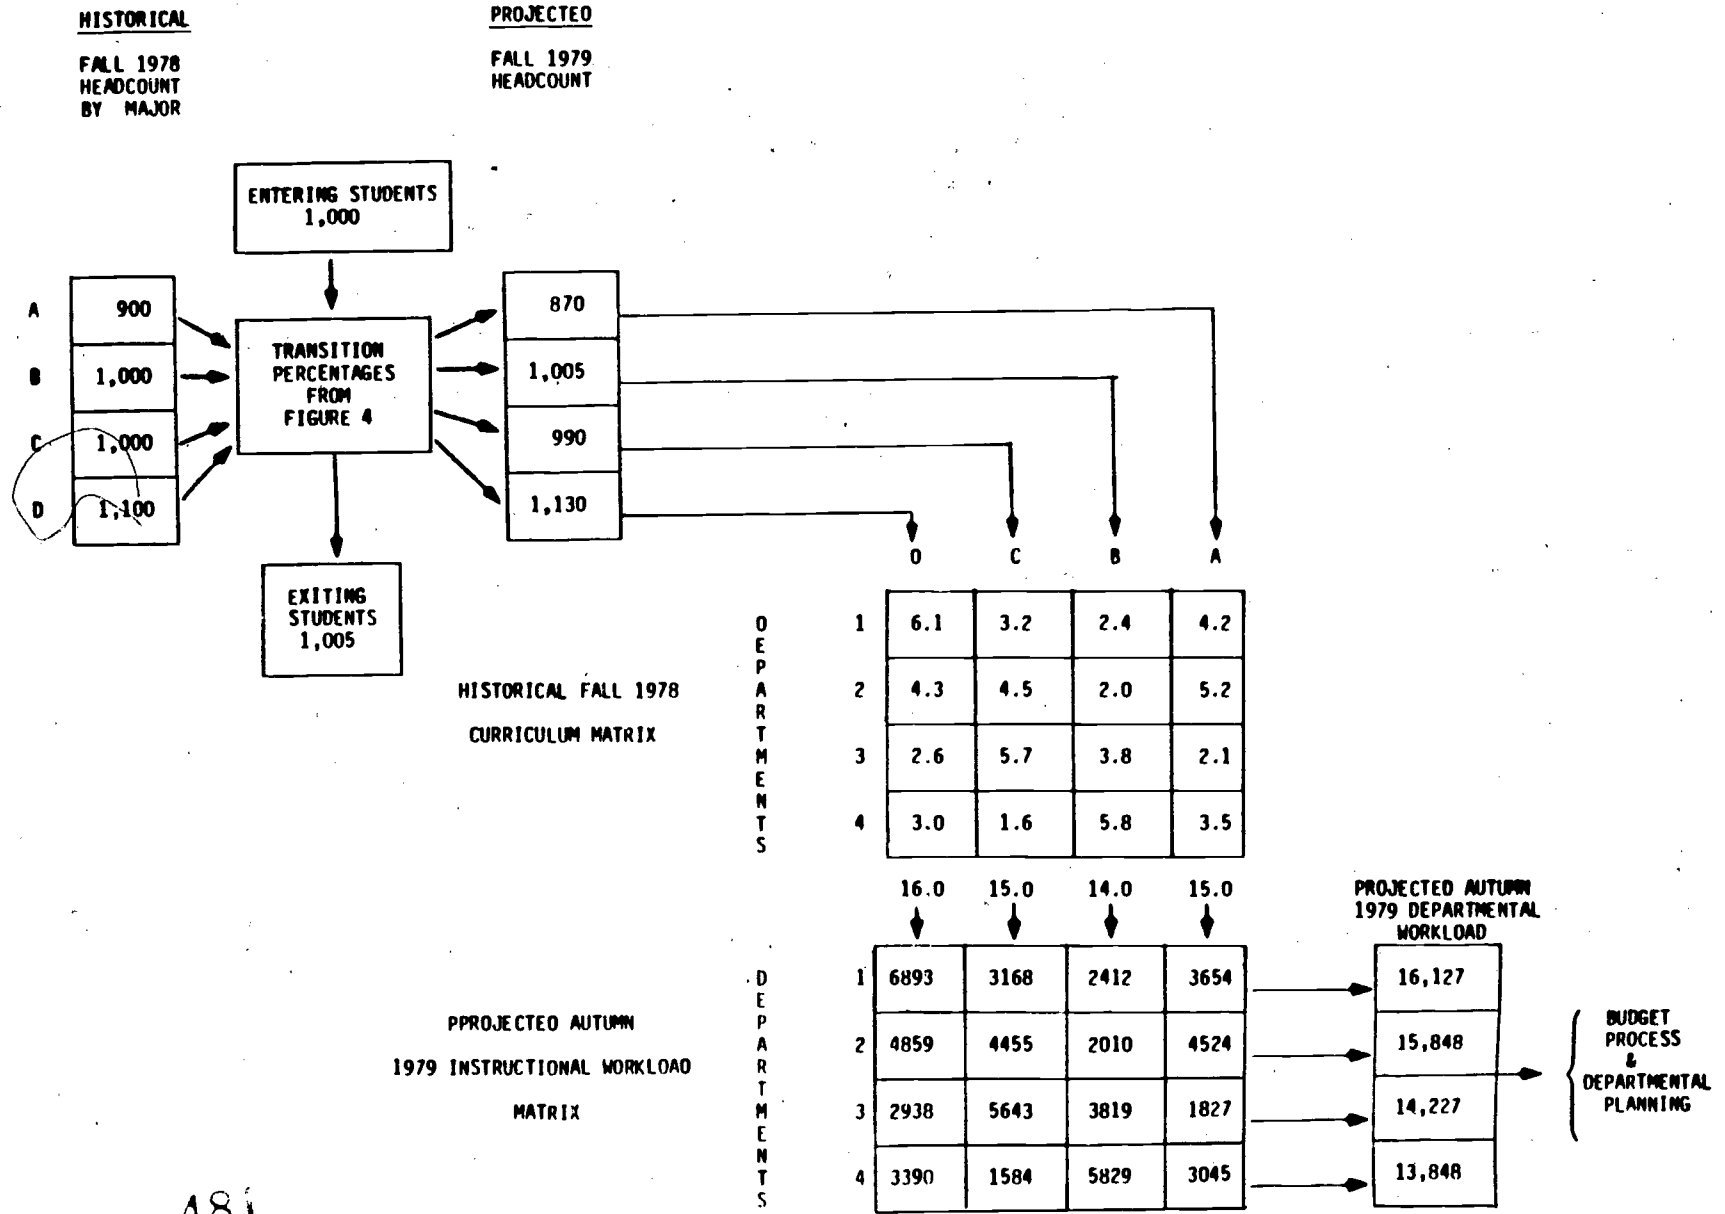 HISTORICAL
FALL 1978
HEADCOUNT
BY MAJOR
PROJECTED
FALL 1979
HEADCOUNT
ENTERING STUDENTS
1,000
A
900
B
1,000
C
1,000
D
1,100
TRANSITION
PERCENTAGES
FROM
FIGURE 4
870
1,005
990
1,130
EXITING
STUDENTS
1,005
D C B A
HISTORICAL FALL 1978
CURRICULUM MATRIX
DEPARTMENTS
1 6.1 3.2 2.4 4.2
2 4.3 4.5 2.0 5.2
3 2.6 5.7 3.8 2.1
4 3.0 1.6 5.8 3.5
16.0 15.0 14.0 15.0
PROJECTED AUTUMN
1979 DEPARTMENTAL
WORKLOAD
PPROJECTED AUTUMN
1979 INSTRUCTIONAL WORKLOAD
MATRIX
DEPARTMENTS
1 6893 3168 2412 3654 16,127
2 4859 4455 2010 4524 15,848
3 2938 5643 3819 1827 14,227
4 3390 1584 5829 3045 13,848
BUDGET
PROCESS
&
DEPARTMENTAL
PLANNING